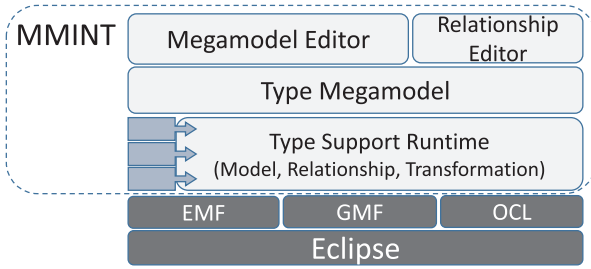 MMINT
Megamodel Editor
Relationship
Editor
Type Megamodel
Type Support Runtime
(Model, Relationship, Transformation)
EMF
GMF
OCL
Eclipse